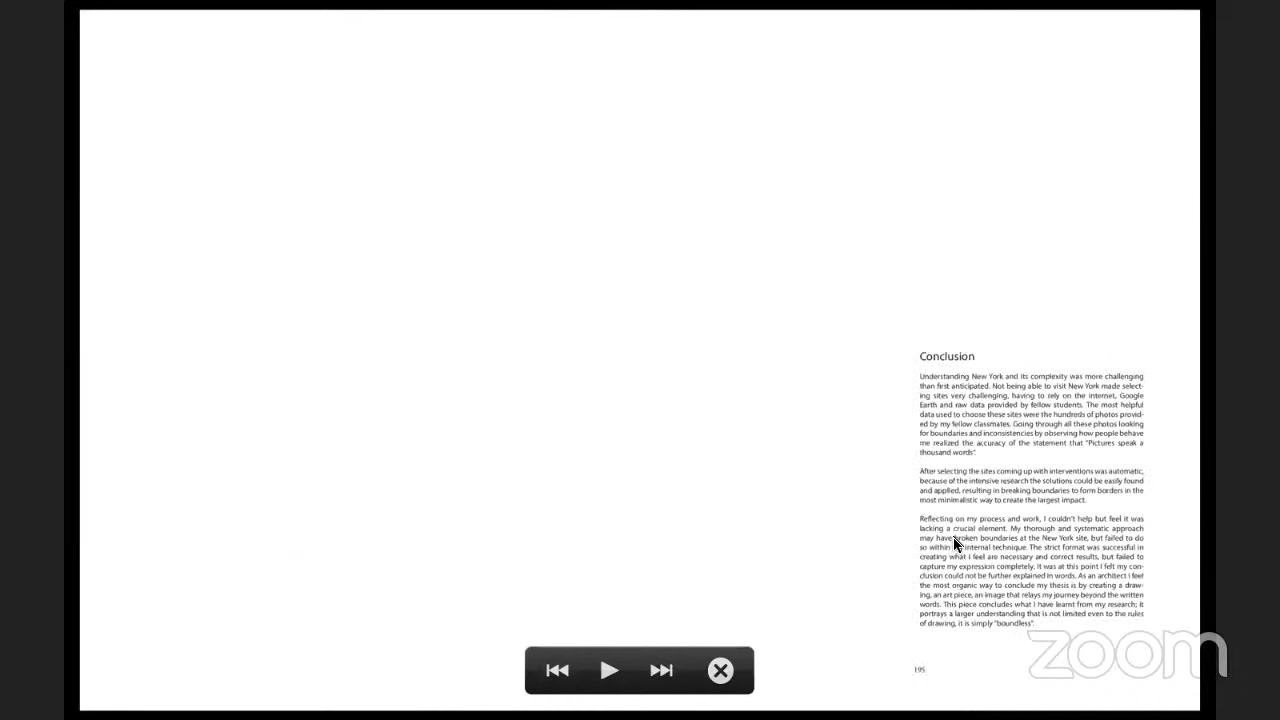 Conclusion
Understanding New York and its complexity was more challenging
than first anticipated. Not being able to visit New York made select-
ing sites very challenging, having to rely on the internet, Google
Earth and raw data provided by fellow students. The most helpful
data used to choose these sites were the hundreds of photos provid-
ed by my fellow classmates. Going through all these photos looking
for boundaries and inconsistencies by observing how people behave
me realized the accuracy of the statement that "Pictures speak a
thousand words".
After selecting the sites coming up with interventions was automatic,
because of the intensive research the solutions could be easily found
and applied, resulting in breaking boundaries to form borders in the
most minimalistic way to create the largest impact.
Reflecting on my process and work, I couldn't help but feel it was
lacking a crucial element. My thorough and systematic approach
may have broken boundaries at the New York site, but failed to do
so within internal technique. The strict format was successful in
creating what I feel are necessary and correct results, but failed to
capture my expression completely. It was at this point I felt my con-
clusion could not be further explained in words. As an architect i feel
the most organic way to conclude my thesis is by creating a draw-
ing, an art piece, an image that relays my journey beyond the written
words. This piece concludes what I have learnt from my research; it
portrays a larger understanding that is not limited even to the rules
of drawing, it is simply "boundless".
195
zoom